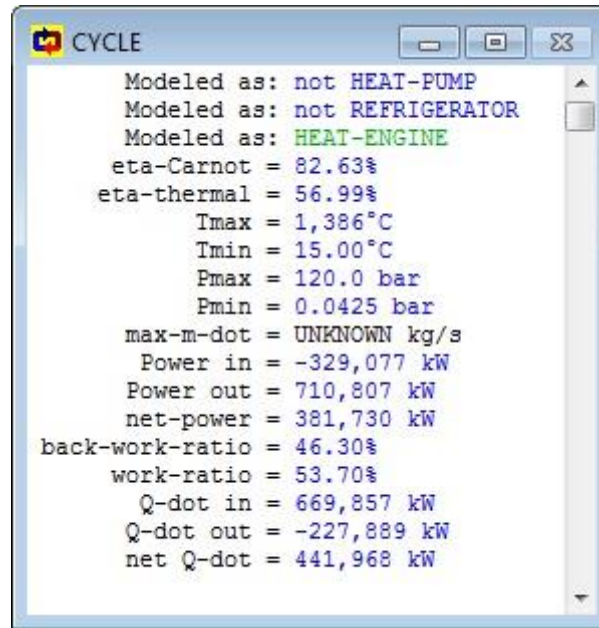 CYCLE
Modeled as: not HEAT-PUMP
Modeled as: not REFRIGERATOR
Modeled as: HEAT-ENGINE
eta-Carnot = 82.63%
eta-thermal = 56.99%
Tmax = 1,386°C
Tmin = 15.00°C
Pmax = 120.0 bar
Pmin = 0.0425 bar
max-m-dot = UNKNOWN kg/s
Power in = -329,077 kW
Power out = 710,807 kW
net-power = 381,730 kW
back-work-ratio = 46.30%
work-ratio = 53.70%
Q-dot in = 669,857 kW
Q-dot out = -227,889 kW
net Q-dot = 441,968 kW